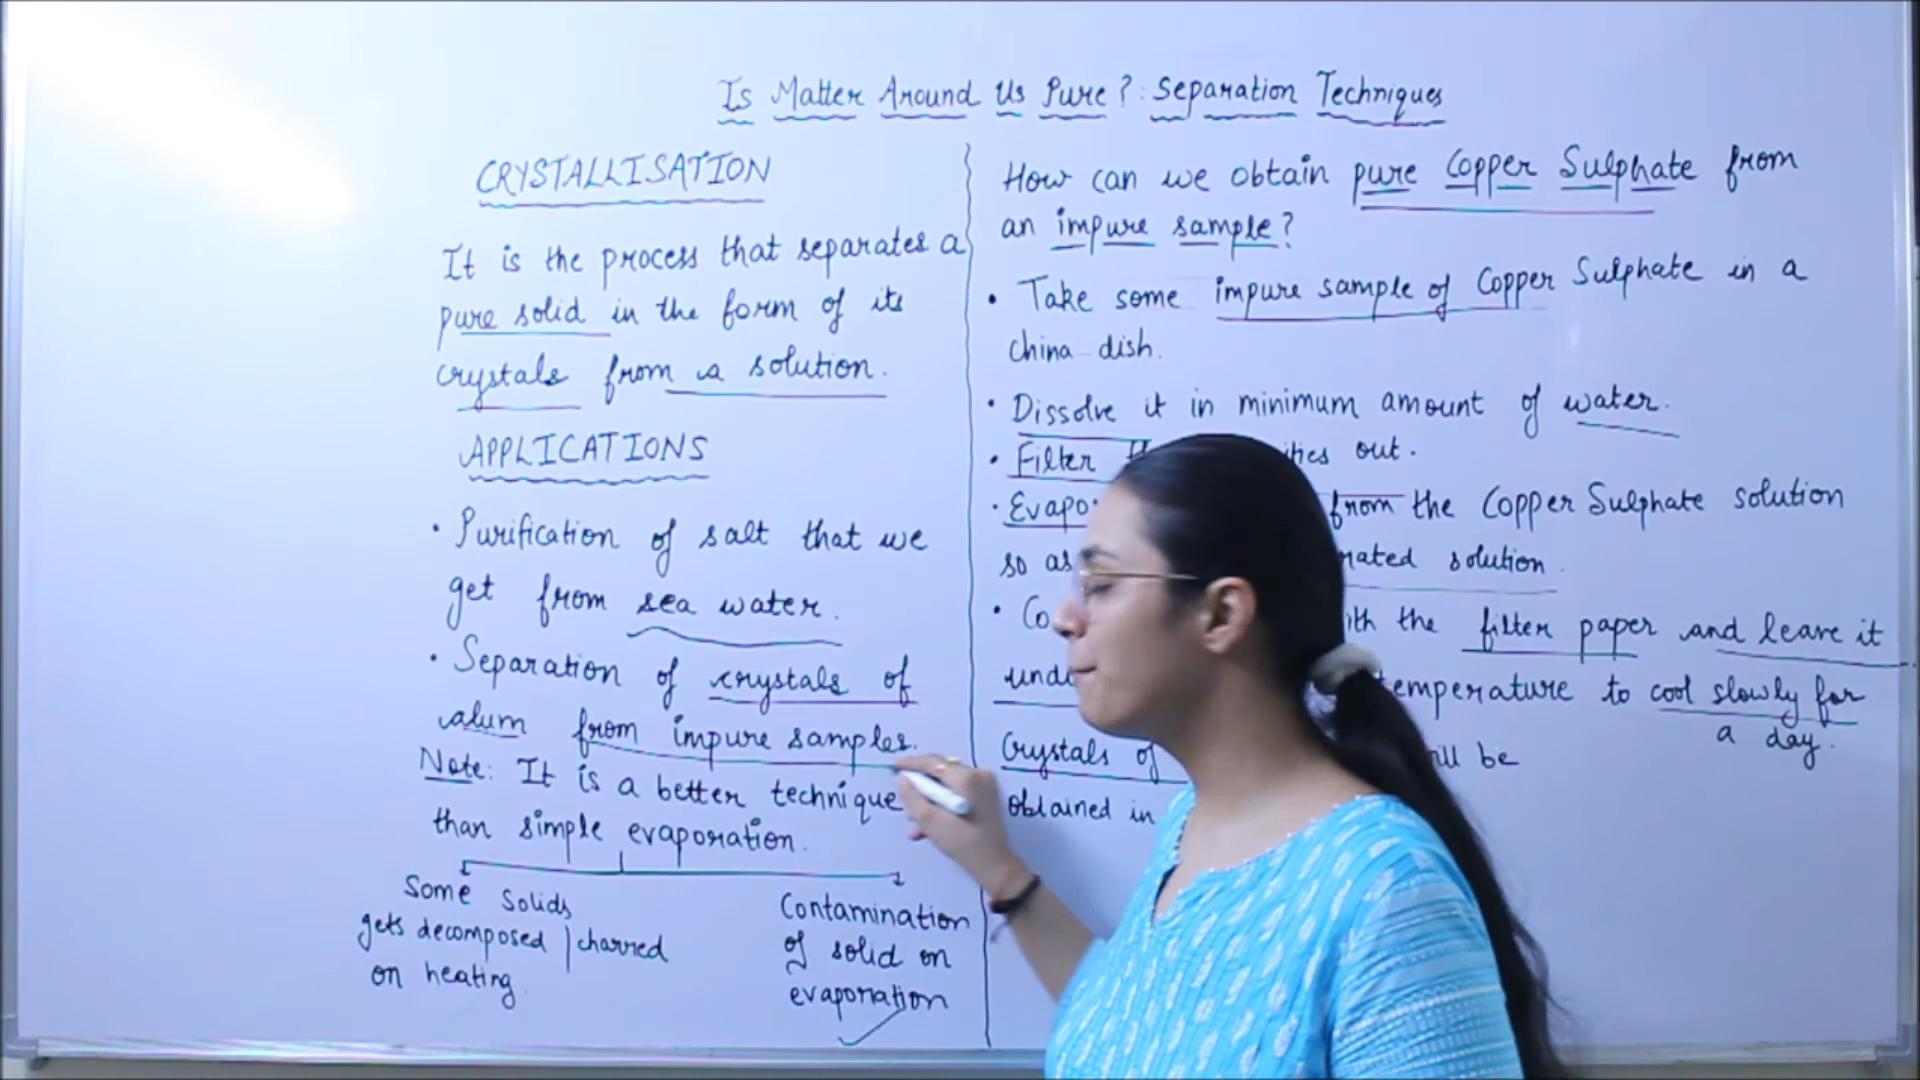 Is Matter Around Us Pure? : Separation Techniques
CRYSTALLISATION
It is the process that separates a
pure solid in the form of its
crystals from a solution.
APPLICATIONS
• Purification of salt that we
get from sea water.
• Separation of crystals of
alum from impure samples.
Note: It is a better technique
than simple evaporation.
Some Solids
gets decomposed | charred
on heating.
Contamination
of solid on
evaporation
How can we obtain pure Copper Sulphate from
an impure sample?
• Take some impure sample of Copper Sulphate in a
china dish.
• Dissolve it in minimum amount of water.
• Filter out.
• from the Copper Sulphate solution
so as solution.
• with the filter paper and leave it
temperature to cool slowly for
a day.
Crystals of will be
obtained in